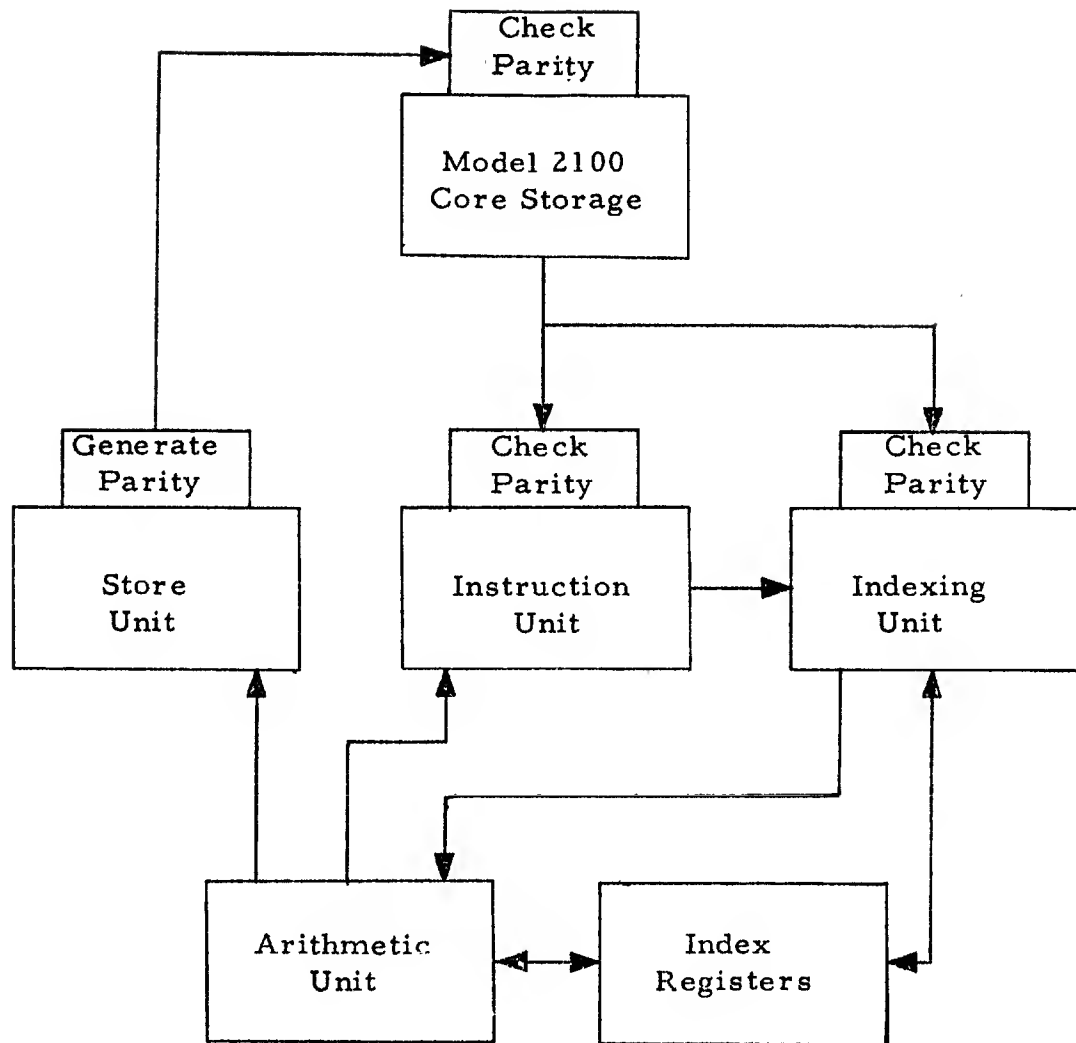 Check
Parity
Model 2100
Core Storage
Generate
Parity
Check
Parity
Check
Parity
Store
Unit
Instruction
Unit
Indexing
Unit
Arithmetic
Unit
Index
Registers